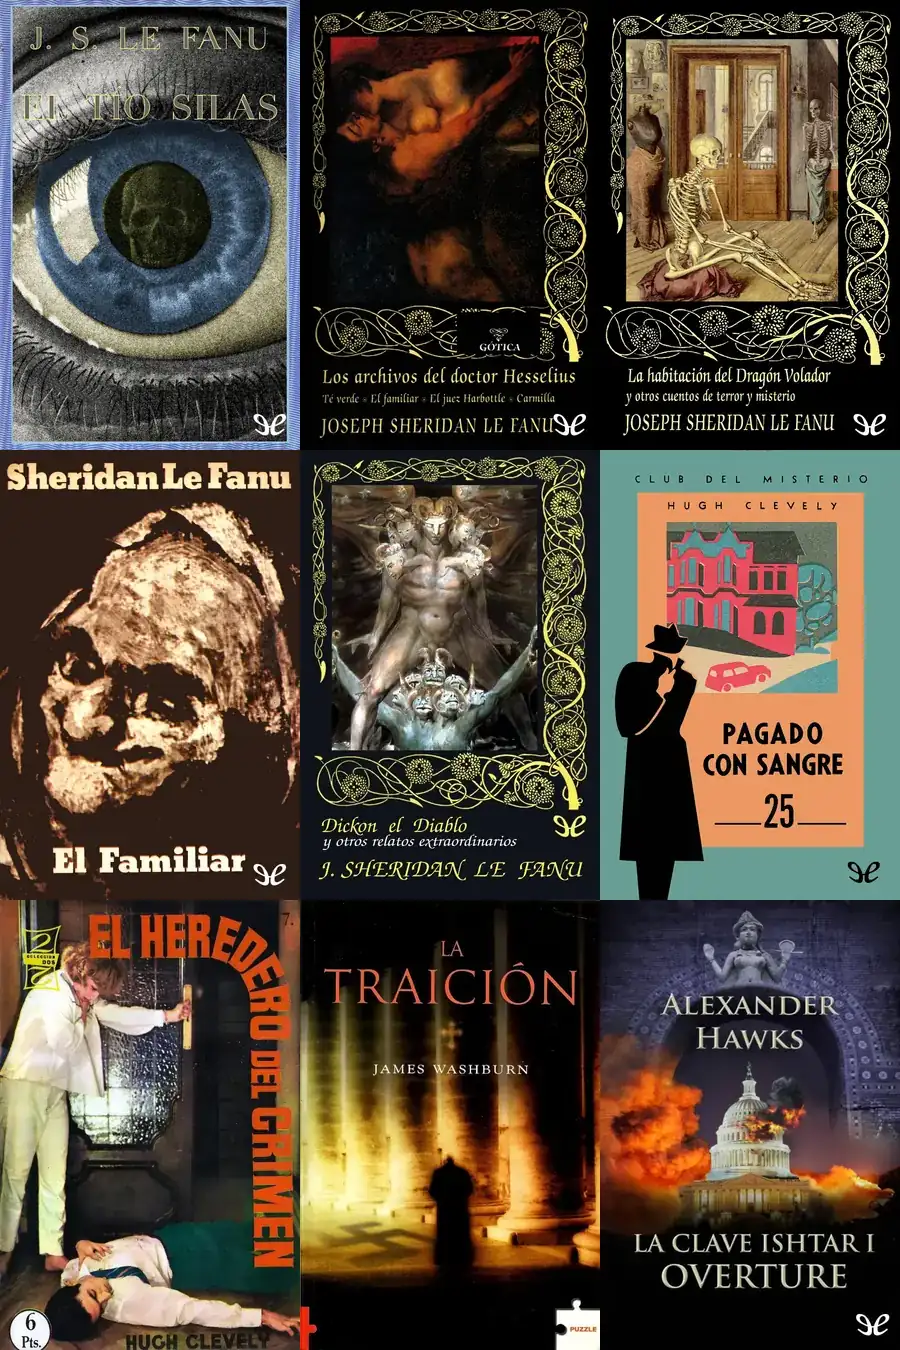 J. S. LE FANU
EL TÍO SILAS
GÓTICA
Los archivos del doctor Hesselius
Té verde * El familiar * El juez Harbottle * Carmilla
JOSEPH SHERIDAN LE FANU
La habitación del Dragón Volador
y otros cuentos de terror y misterio
JOSEPH SHERIDAN LE FANU
Sheridan Le Fanu
El Familiar
Dickon el Diablo
y otros relatos extraordinarios
J. SHERIDAN LE FANU
CLUB DEL MISTERIO
HUGH CLEVELY
PAGADO
CON SANGRE
25
7.
EL HEREDERO DEL CRIMEN
SELECCION
DOS
6
Pts.
HUGH CLEVELY
LA
TRAICIÓN
JAMES WASHBURN
PUZZLE
ALEXANDER
HAWKS
LA CLAVE ISHTAR I
OVERTURE